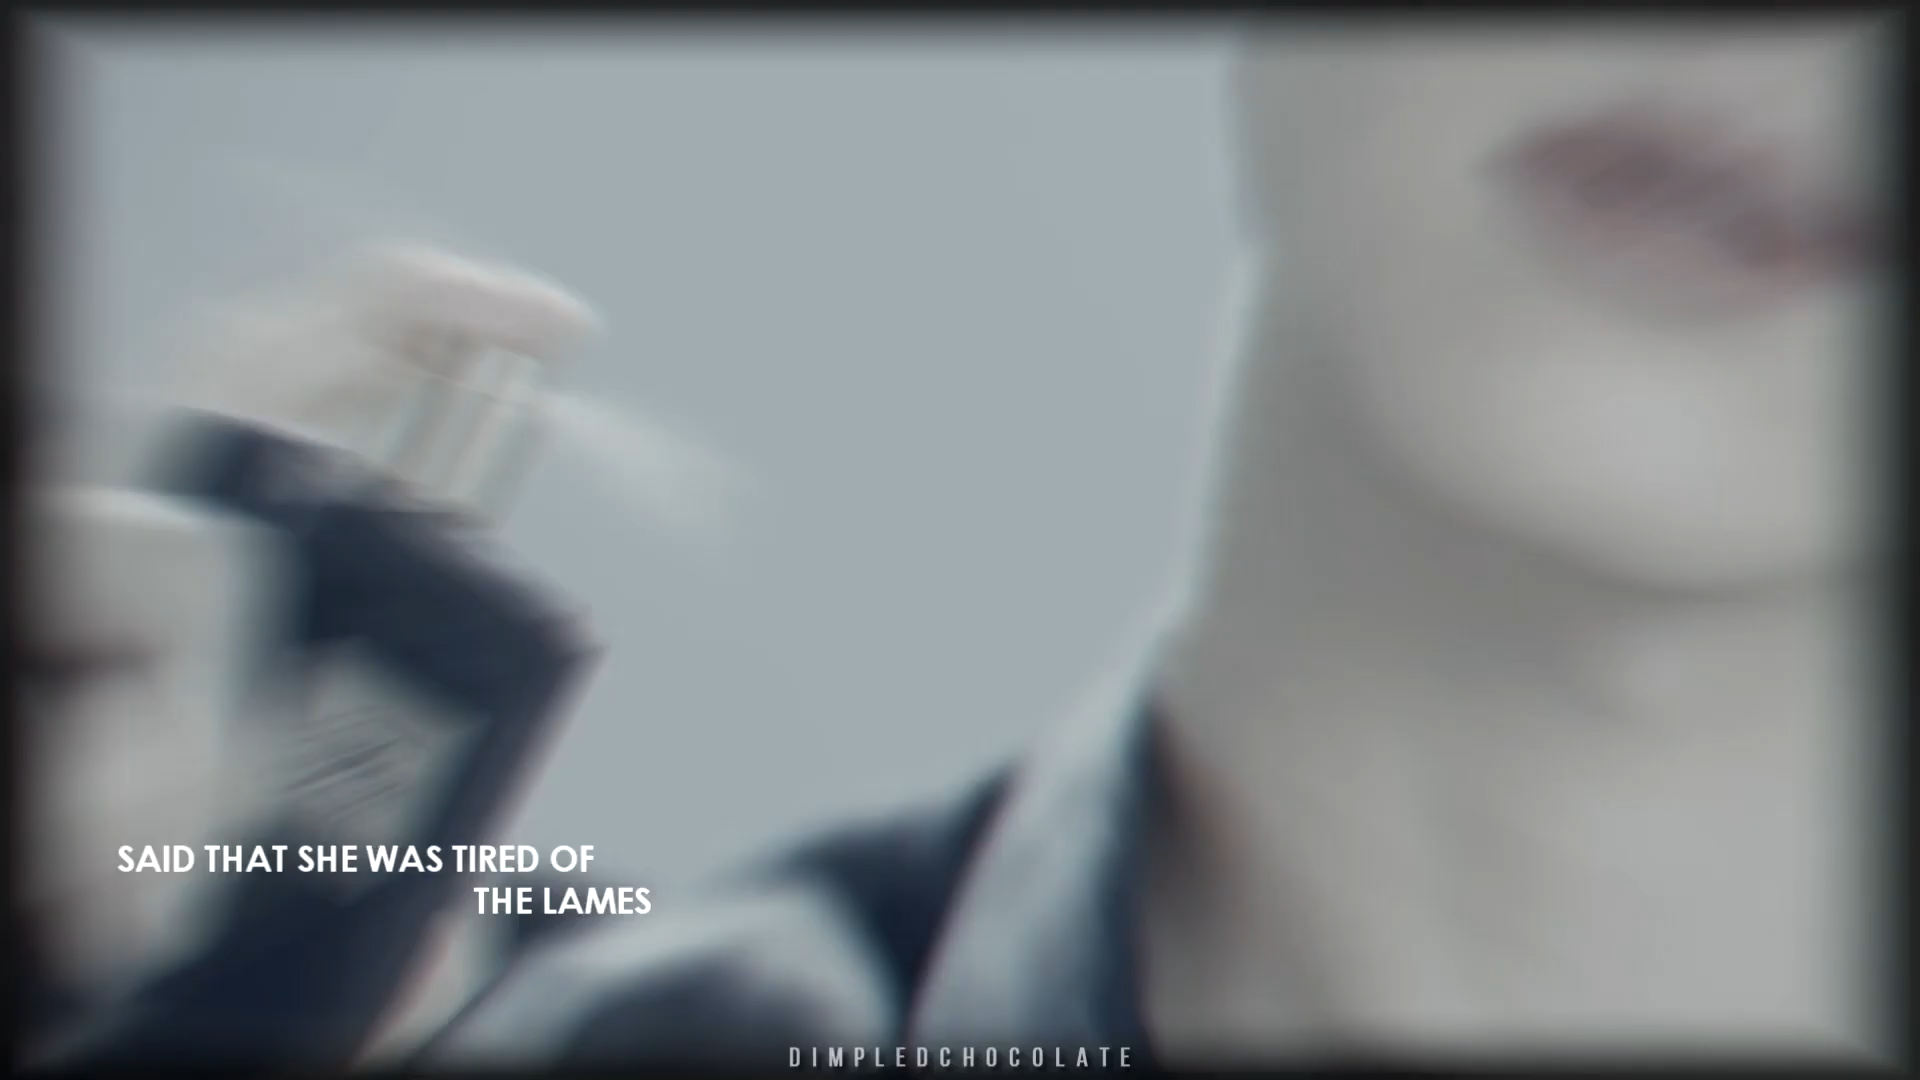 SAID THAT SHE WAS TIRED OF
THE LAMES
DIMPLEDCHOCOLATE